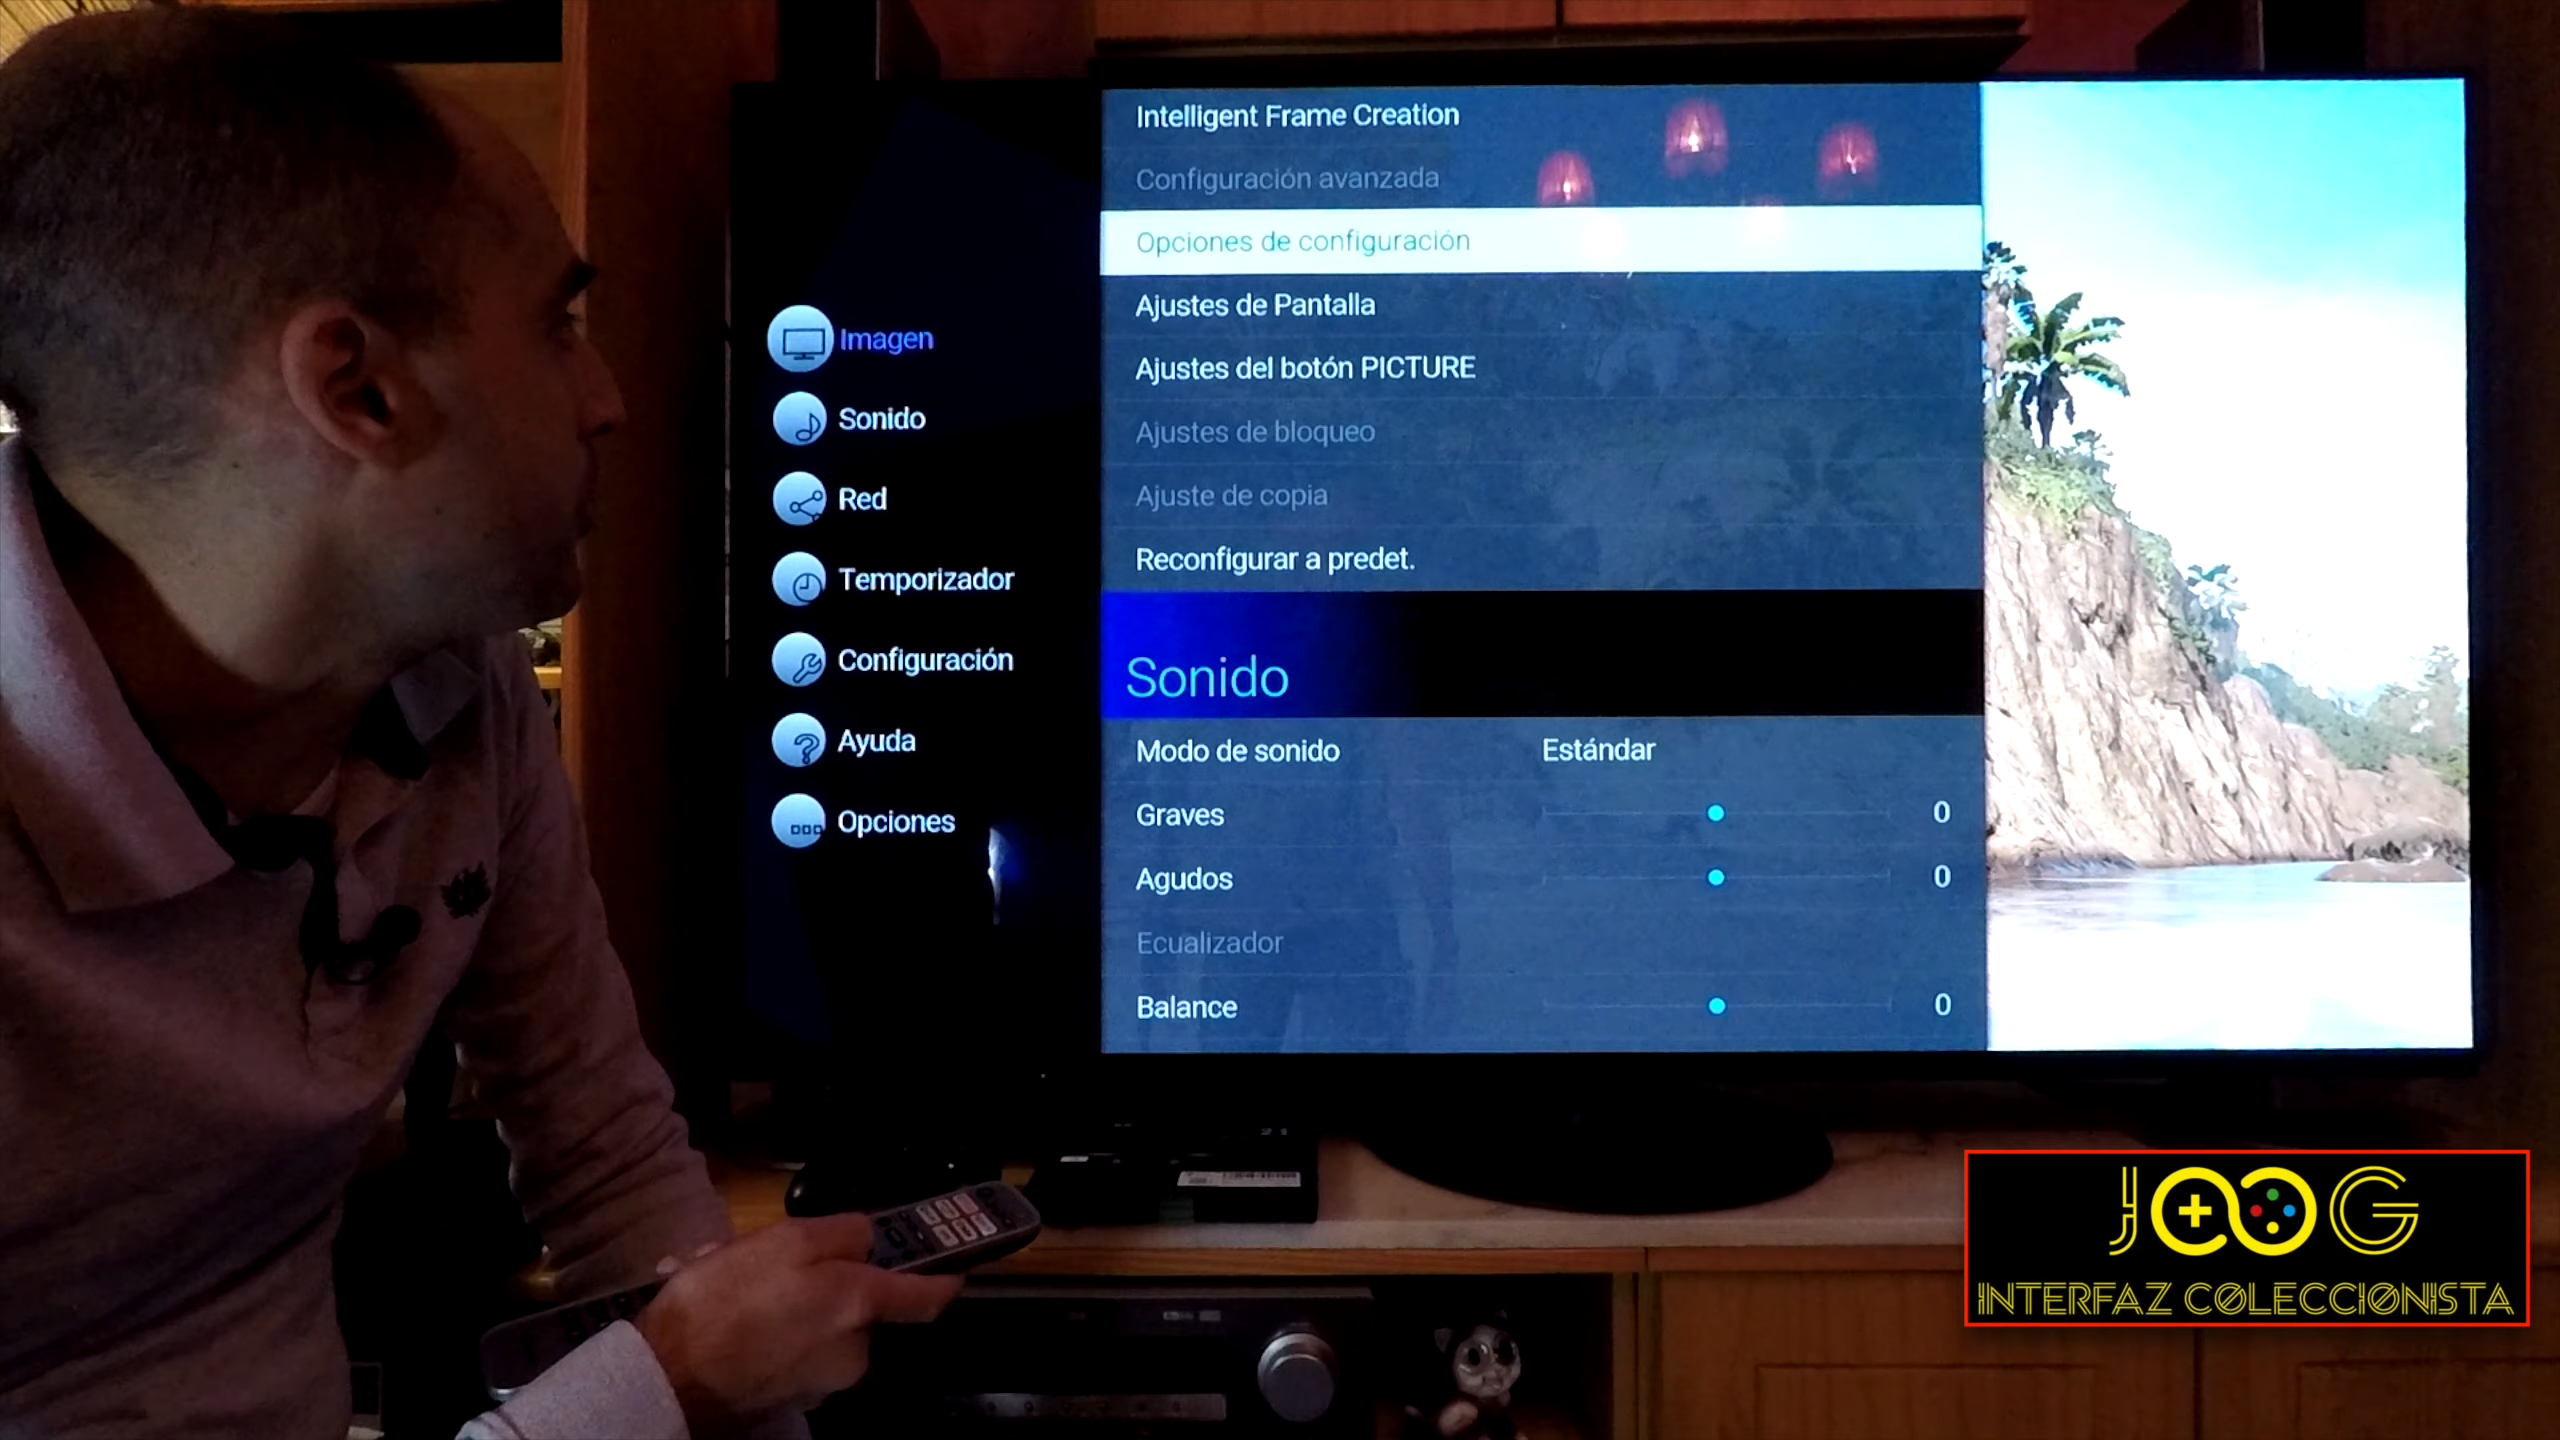 Imagen
Sonido
Red
Temporizador
Configuración
Ayuda
Opciones
Intelligent Frame Creation
Configuración avanzada
Opciones de configuración
Ajustes de Pantalla
Ajustes del botón PICTURE
Ajustes de bloqueo
Ajuste de copia
Reconfigurar a predet.
Sonido
Modo de sonido Estándar
Graves 0
Agudos 0
Ecualizador
Balance 0
JOOG
INTERFAZ COLECCIONISTA